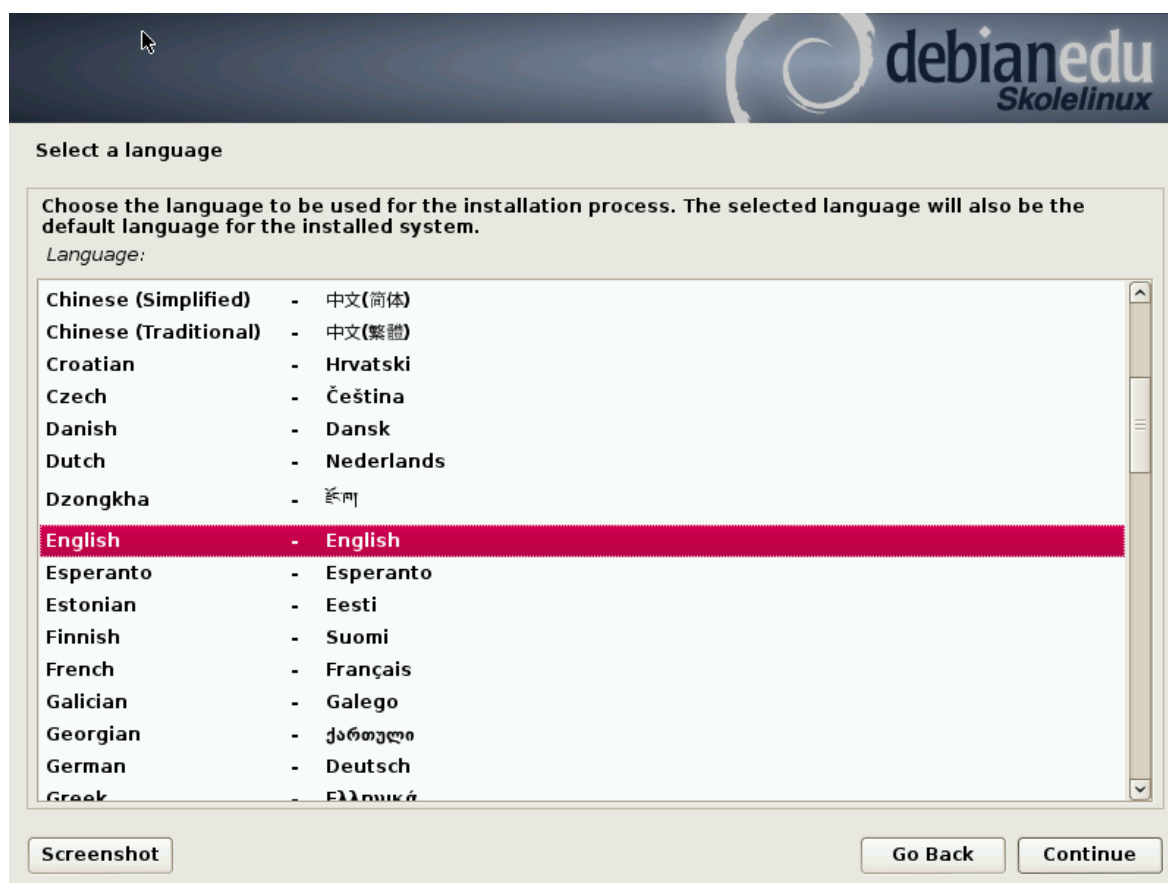 debianedu
Skolelinux
Select a language
Choose the language to be used for the installation process. The selected language will also be the
default language for the installed system.
Language:
Chinese (Simplified) - 中文(简体)
Chinese (Traditional) - 中文(繁體)
Croatian - Hrvatski
Czech - Čeština
Danish - Dansk
Dutch - Nederlands
Dzongkha - རྫོང་ཁ།
English - English
Esperanto - Esperanto
Estonian - Eesti
Finnish - Suomi
French - Français
Galician - Galego
Georgian - ქართული
German - Deutsch
Greek - Ελληνικά
Screenshot
Go Back Continue